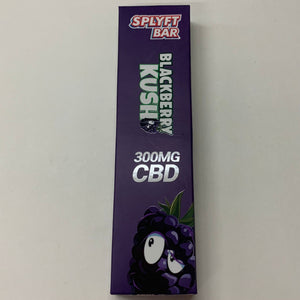 SPLYFT
BAR
BLACKBERRY
KUSH
300MG
CBD